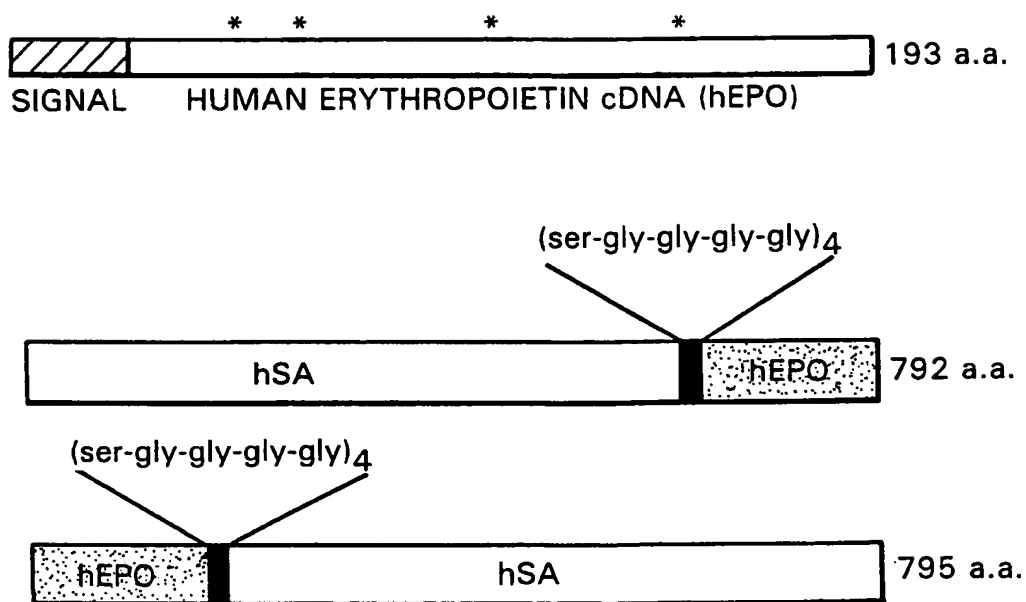 * * * *
193 a.a.
SIGNAL HUMAN ERYTHROPOIETIN cDNA (hEPO)
(ser-gly-gly-gly-gly)4
hSA hEPO 792 a.a.
(ser-gly-gly-gly-gly)4
hEPO hSA 795 a.a.